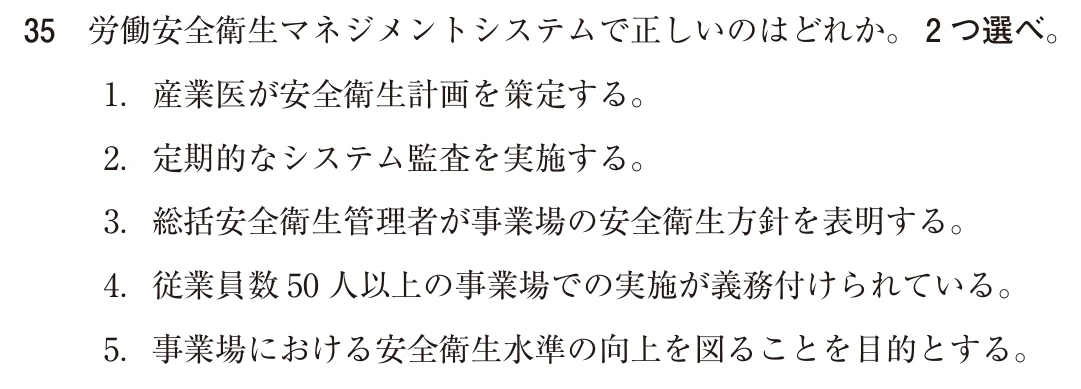 35 労働安全衛生マネジメントシステムで正しいのはどれか。2つ選べ。
1. 産業医が安全衛生計画を策定する。
2. 定期的なシステム監査を実施する。
3. 総括安全衛生管理者が事業場の安全衛生方針を表明する。
4. 従業員数 50 人以上の事業場での実施が義務付けられている。
5. 事業場における安全衛生水準の向上を図ることを目的とする。